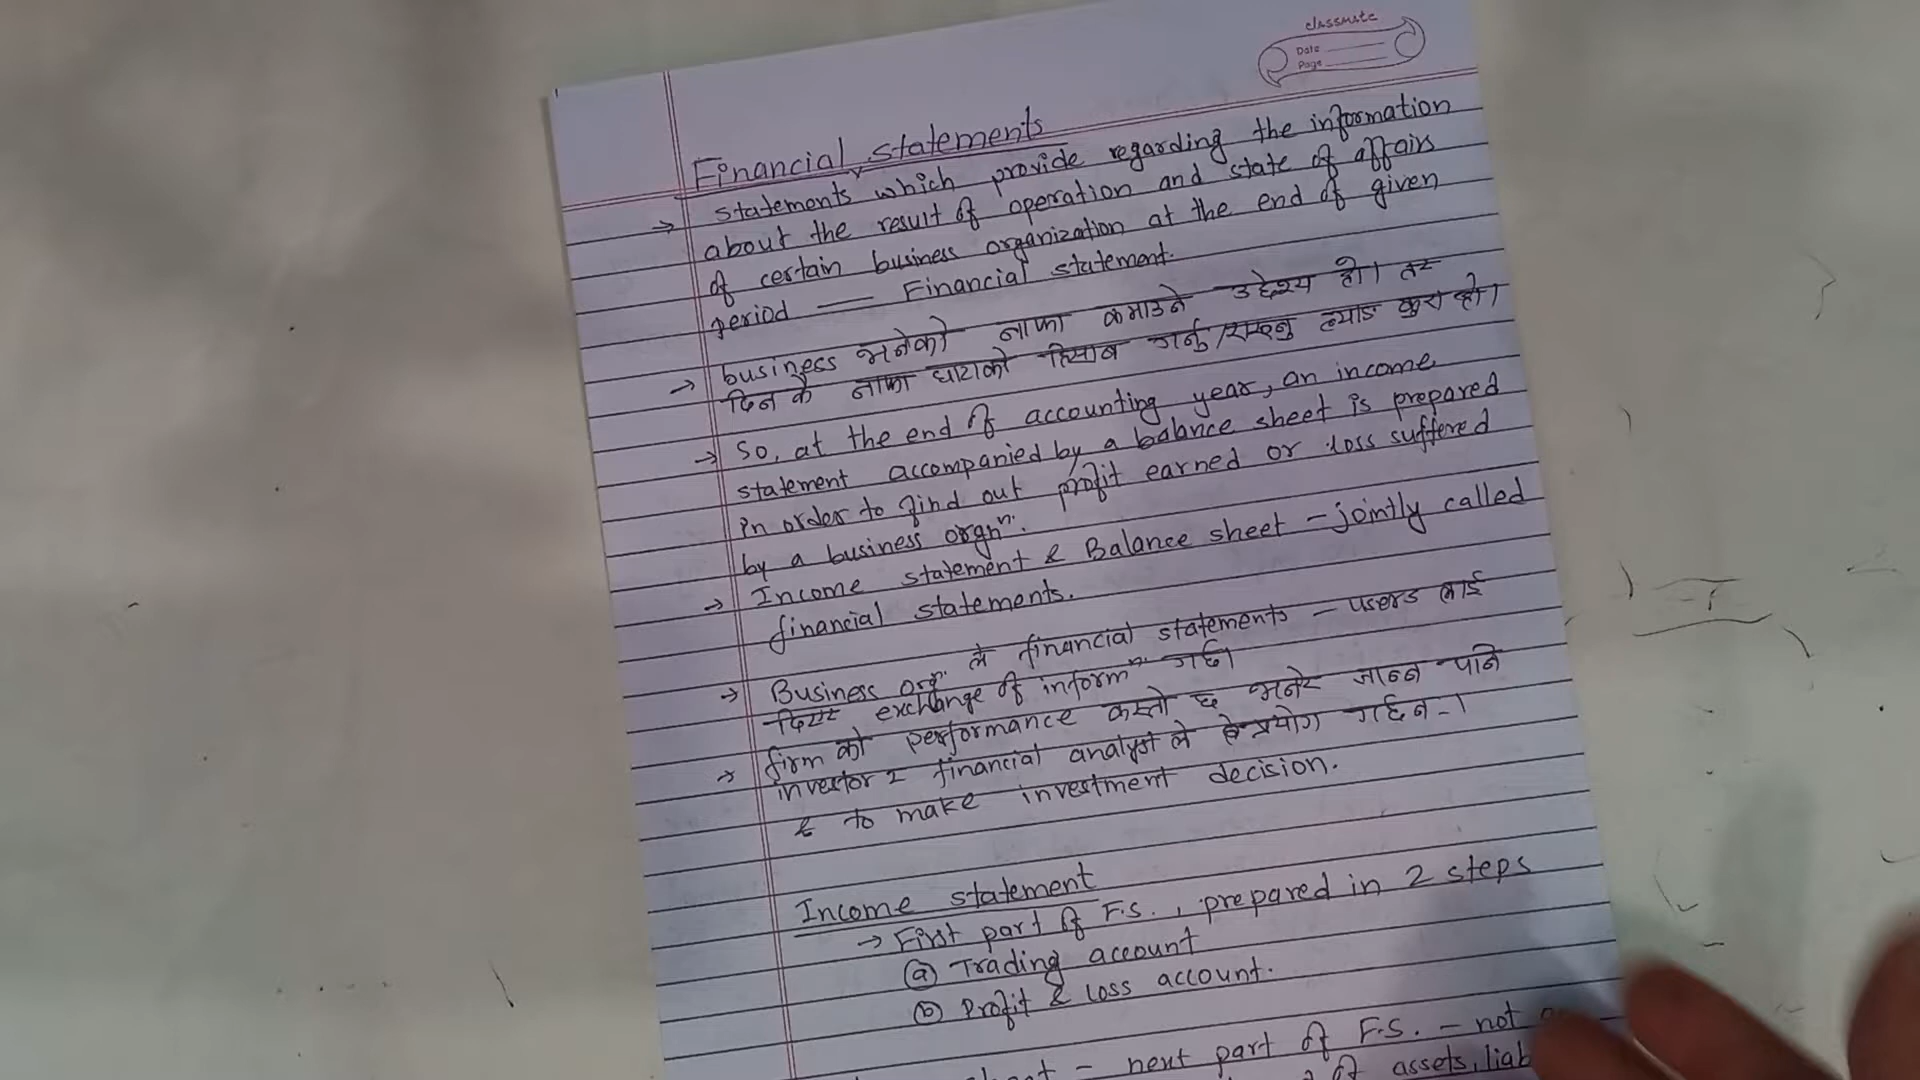 classmate
Date
Page
Financial statements
→ statements which provide regarding the information
about the result of operation and state of affairs
of certain business organization at the end of given
period — Financial statement.
→ business भनेको नाफा कमाउने उद्देश्य हो। तर
दिन कै नाफा घाटाको हिसाब गर्नु/राख्नु ल्याङ कुरा हो।
→ So, at the end of accounting year, an income
statement accompanied by a balance sheet is prepared
in order to find out profit earned or loss suffered
by a business orgnⁿ.
→ Income statement & Balance sheet – jointly called
financial statements.
→ Business orgⁿ ले financial statements – users लाई
दिएर exchange of informⁿ गर्छ।
→ firm को performance कस्तो छ भनेर जान्न पनि
investor र financial analyst ले प्रयोग गर्छन् -।
& to make investment decision.
Income statement
→ First part of F.S., prepared in 2 steps
(a) Trading account
(b) Profit & Loss account.
– next part of F.S. – not
of assets, liab